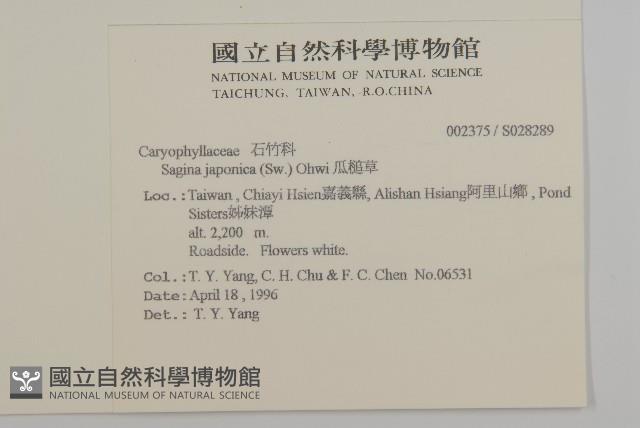 國立自然科學博物館
NATIONAL MUSEUM OF NATURAL SCIENCE
TAICHUNG, TAIWAN, R.O.CHINA
002375 / S028289
Caryophyllaceae 石竹科
Sagina japonica (Sw.) Ohwi 瓜槌草
Loc.:Taiwan , Chiayi Hsien嘉義縣, Alishan Hsiang阿里山鄉 , Pond
Sisters姊妹潭
alt. 2,200 m.
Roadside. Flowers white.
Col.:T. Y. Yang, C. H. Chu & F. C. Chen No.06531
Date:April 18 , 1996
Det.: T. Y. Yang
國立自然科學博物館
NATIONAL MUSEUM OF NATURAL SCIENCE